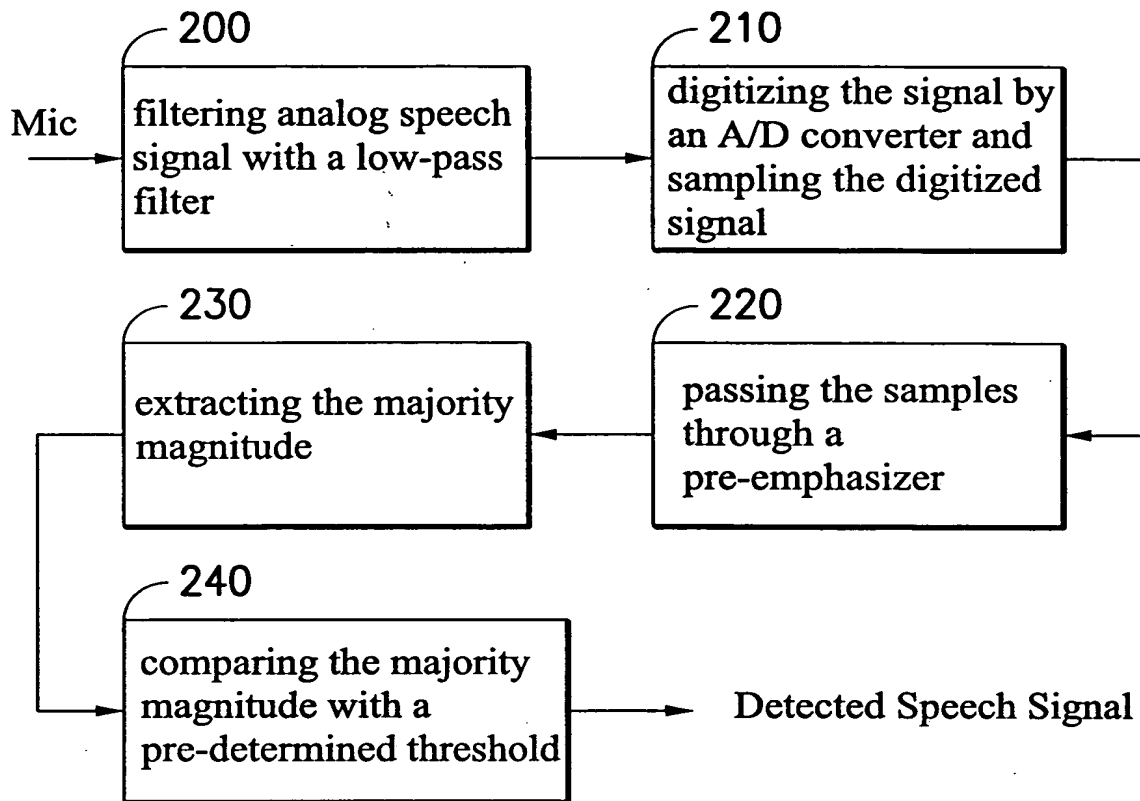 200
Mic
filtering analog speech
signal with a low-pass
filter
210
digitizing the signal by
an A/D converter and
sampling the digitized
signal
220
passing the samples
through a
pre-emphasizer
230
extracting the majority
magnitude
240
comparing the majority
magnitude with a
pre-determined threshold
Detected Speech Signal